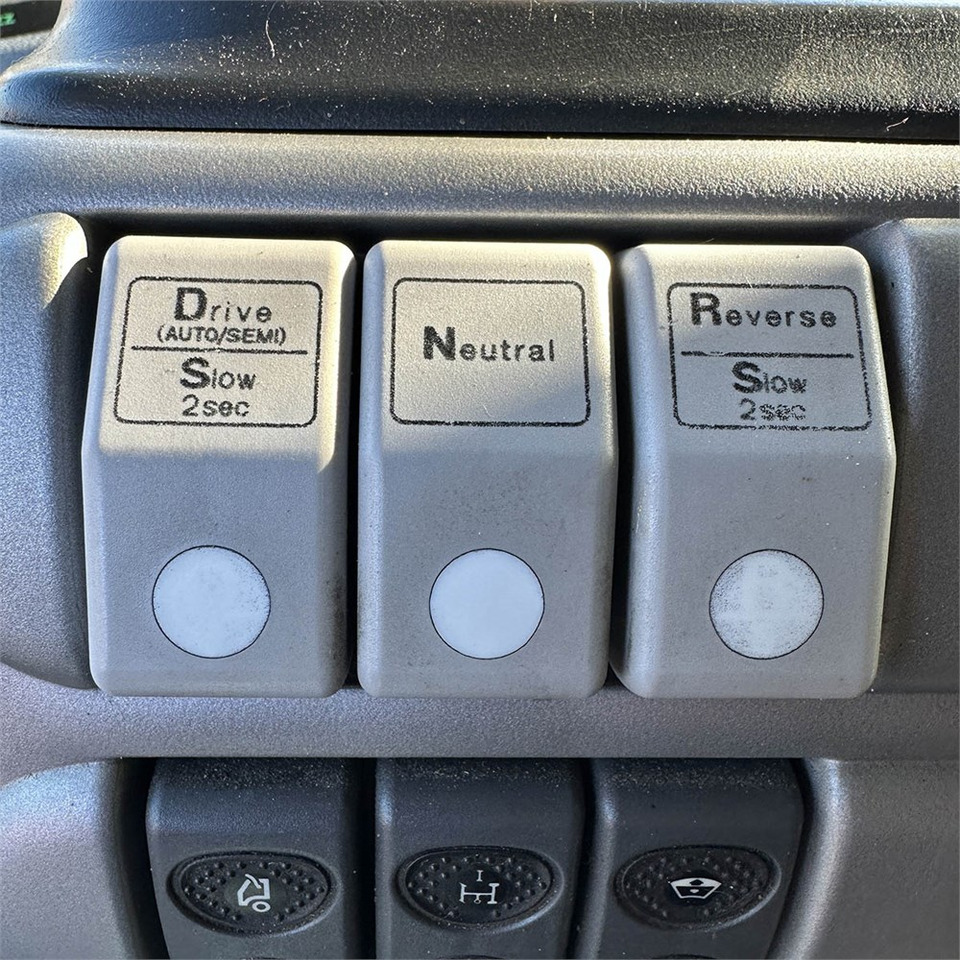 Drive
(AUTO/SEMI)
Slow
2sec
Neutral
Reverse
Slow
2sec